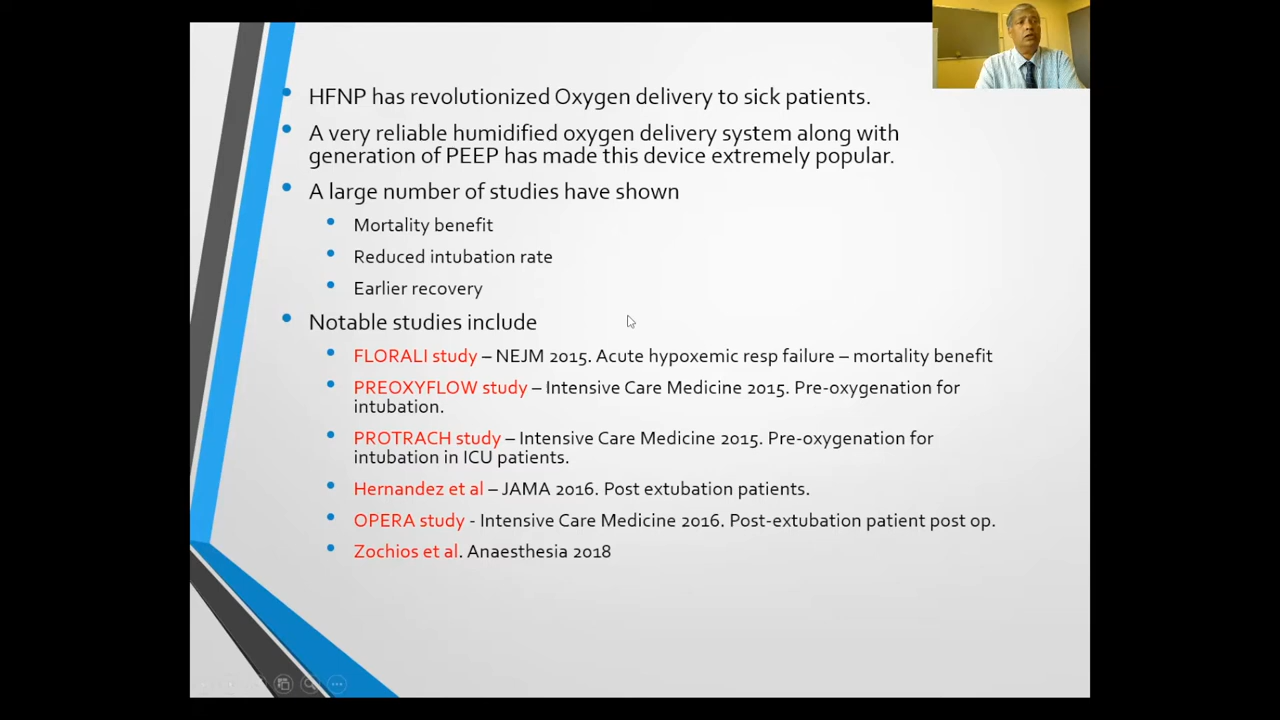 HFNP has revolutionized Oxygen delivery to sick patients.
A very reliable humidified oxygen delivery system along with
generation of PEEP has made this device extremely popular.
A large number of studies have shown
Mortality benefit
Reduced intubation rate
Earlier recovery
Notable studies include
FLORALI study – NEJM 2015. Acute hypoxemic resp failure – mortality benefit
PREOXYFLOW study – Intensive Care Medicine 2015. Pre-oxygenation for
intubation.
PROTRACH study – Intensive Care Medicine 2015. Pre-oxygenation for
intubation in ICU patients.
Hernandez et al – JAMA 2016. Post extubation patients.
OPERA study - Intensive Care Medicine 2016. Post-extubation patient post op.
Zochios et al. Anaesthesia 2018